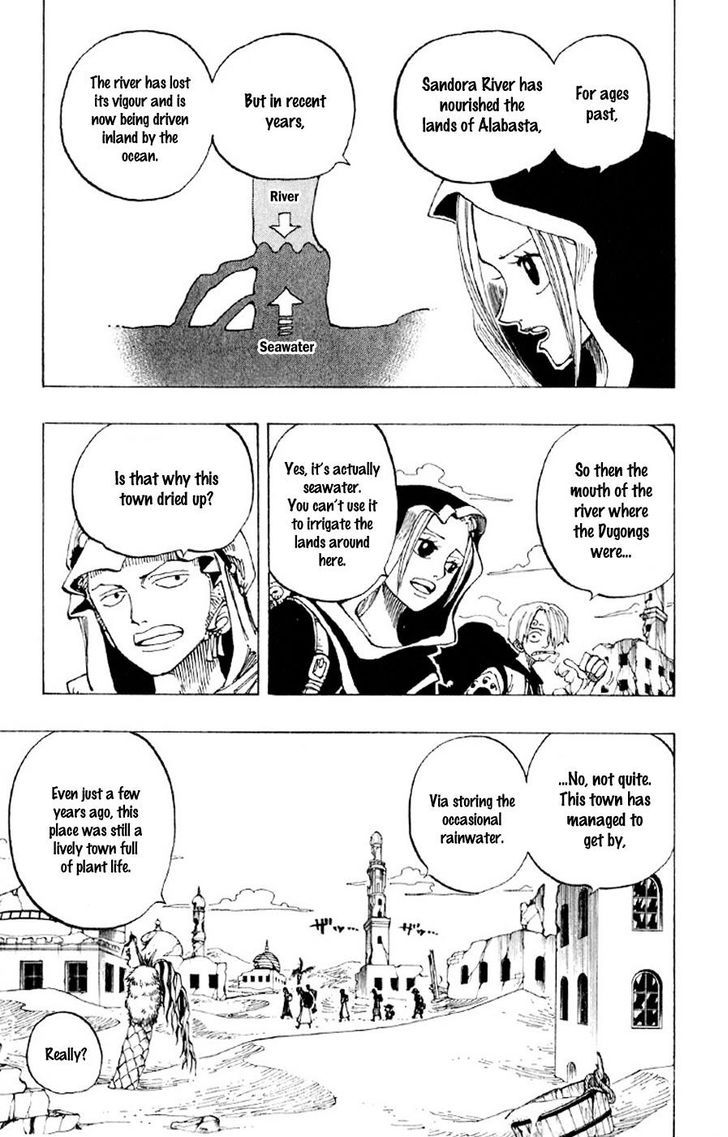 For ages
past,
Sandora River has
nourished the
lands of Alabasta,
But in recent
years,
The river has lost
its vigour and is
now being driven
inland by the
ocean.
River
Seawater
So then the
mouth of the
river where
the Dugongs
were...
Yes, it's actually
seawater.
You can't use it
to irrigate the
lands around
here.
Is that why this
town dried up?
...No, not quite.
This town has
managed to
get by,
Via storing the
occasional
rainwater.
Even just a few
years ago, this
place was still a
lively town full
of plant life.
ザッ...
ザッ...
Really?